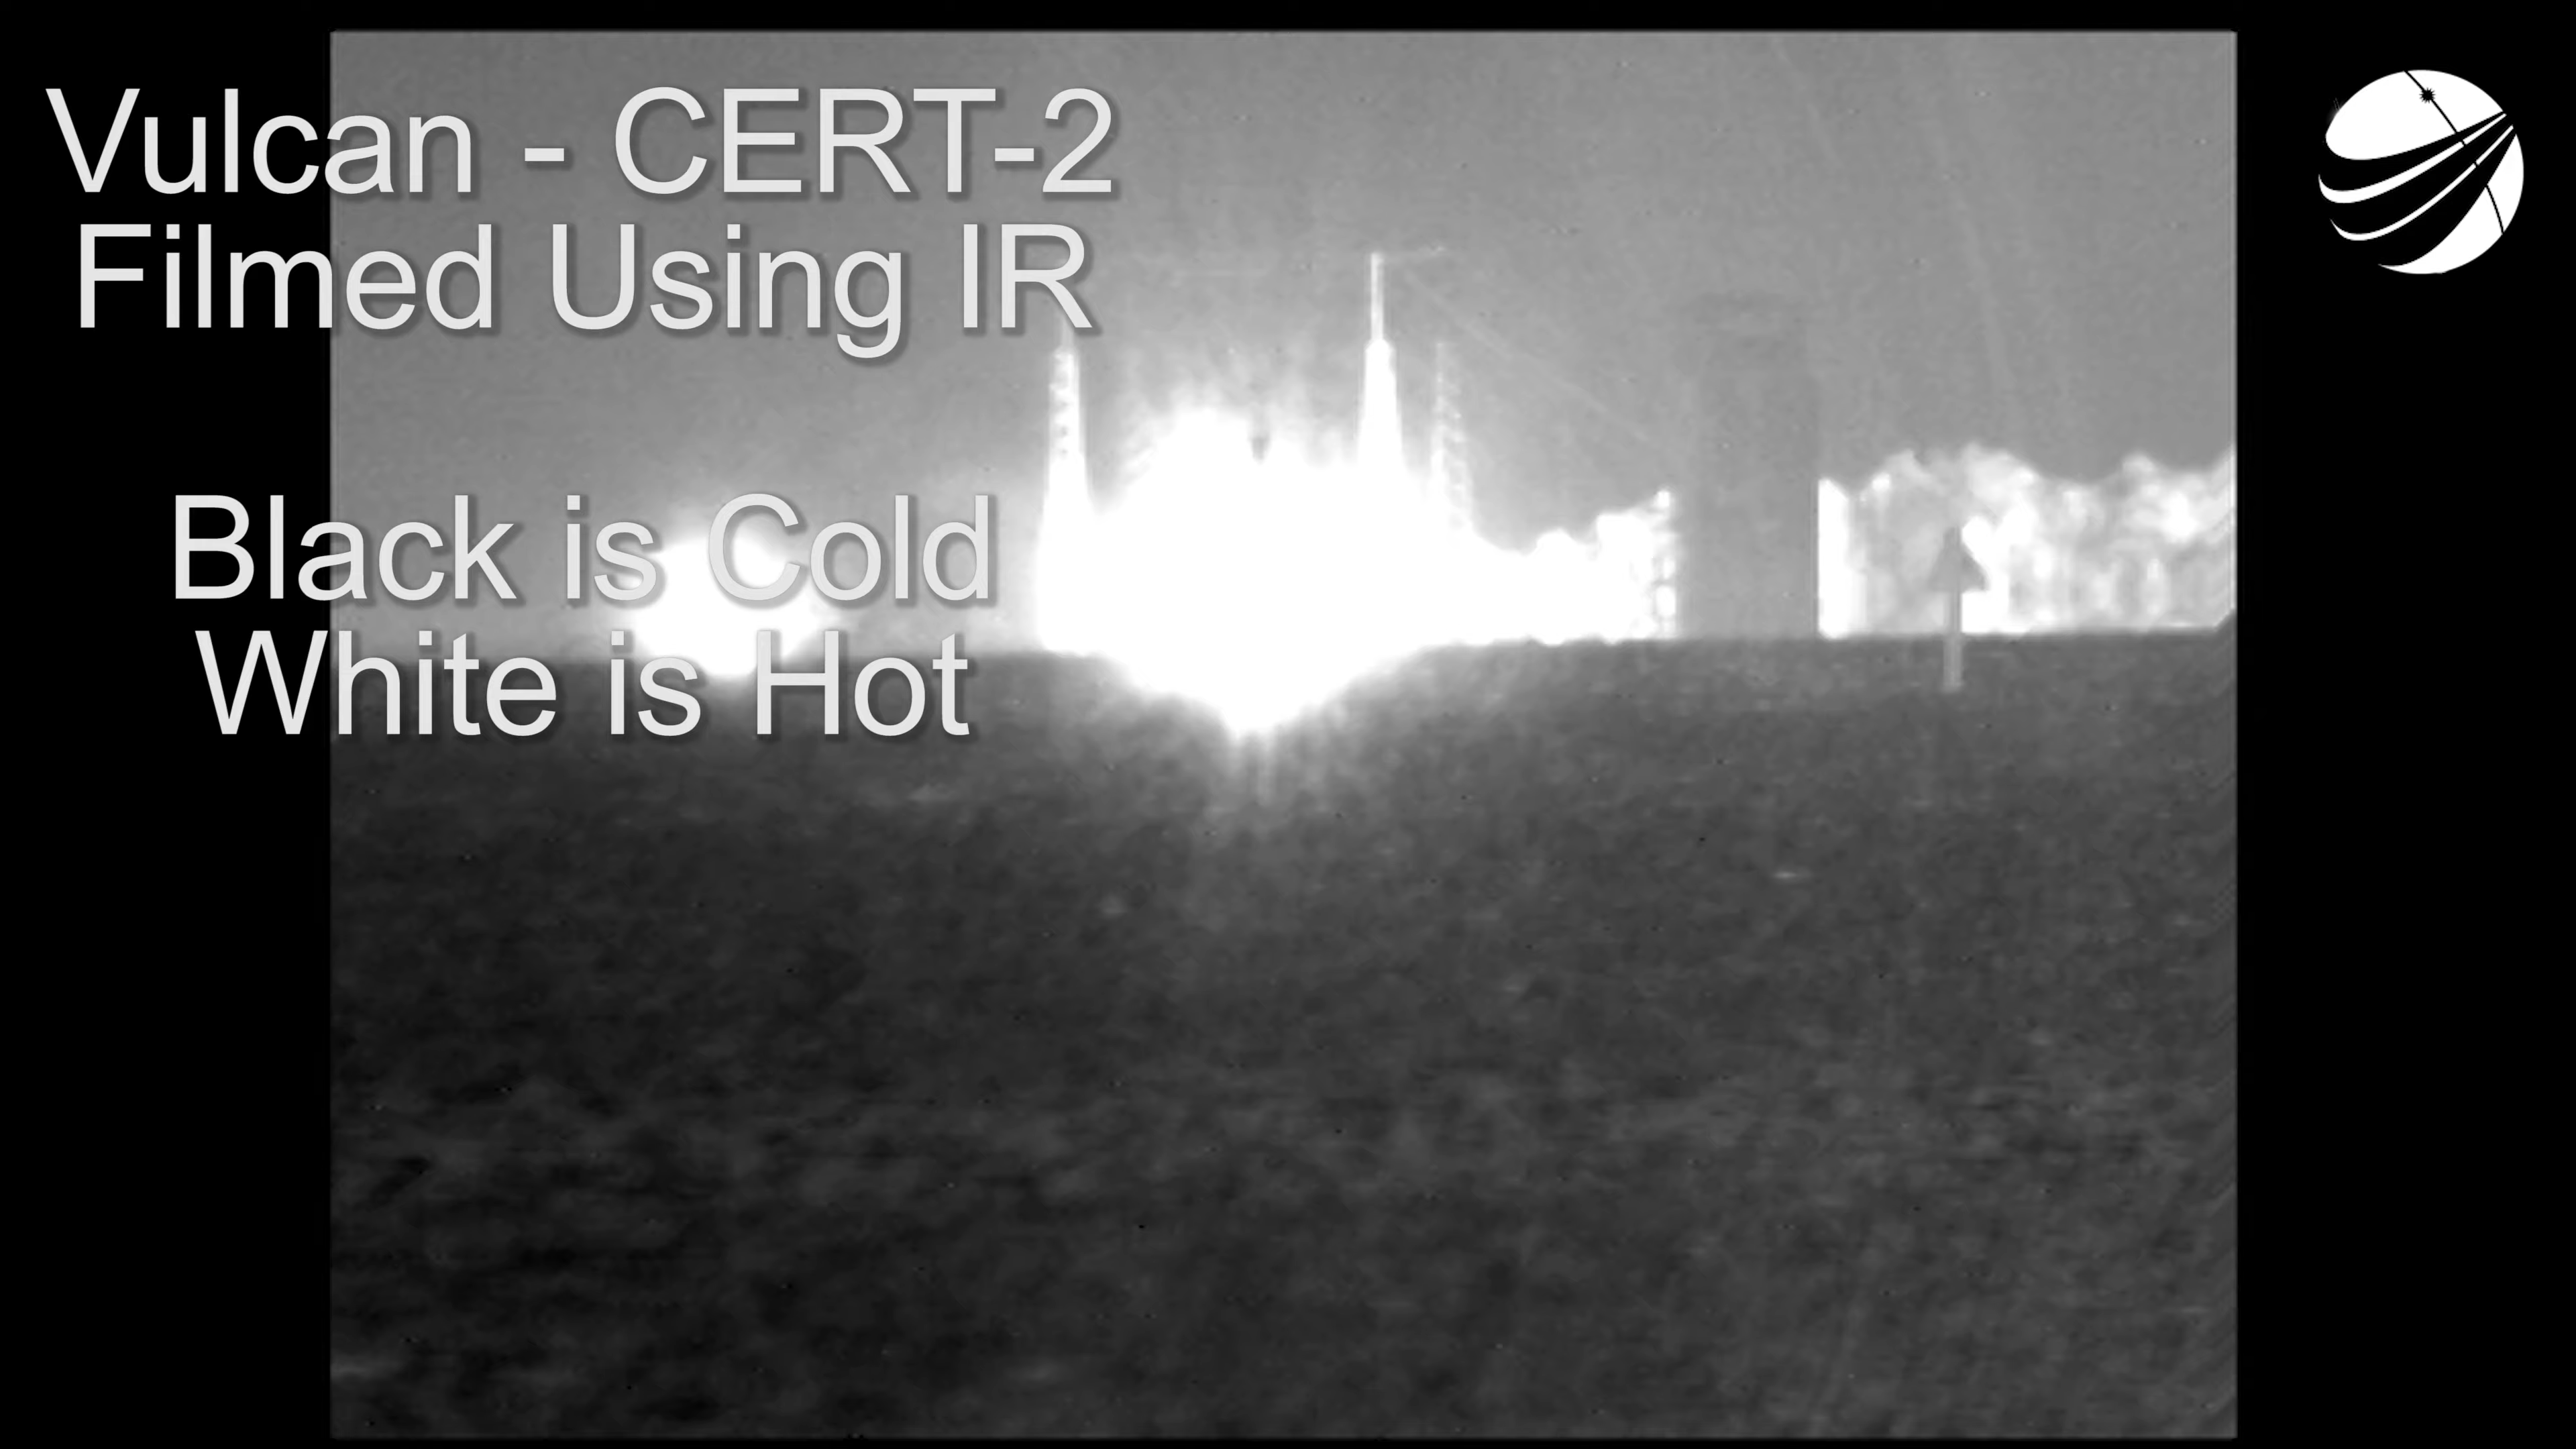 Vulcan - CERT-2
Filmed Using IR
Black is Cold
White is Hot